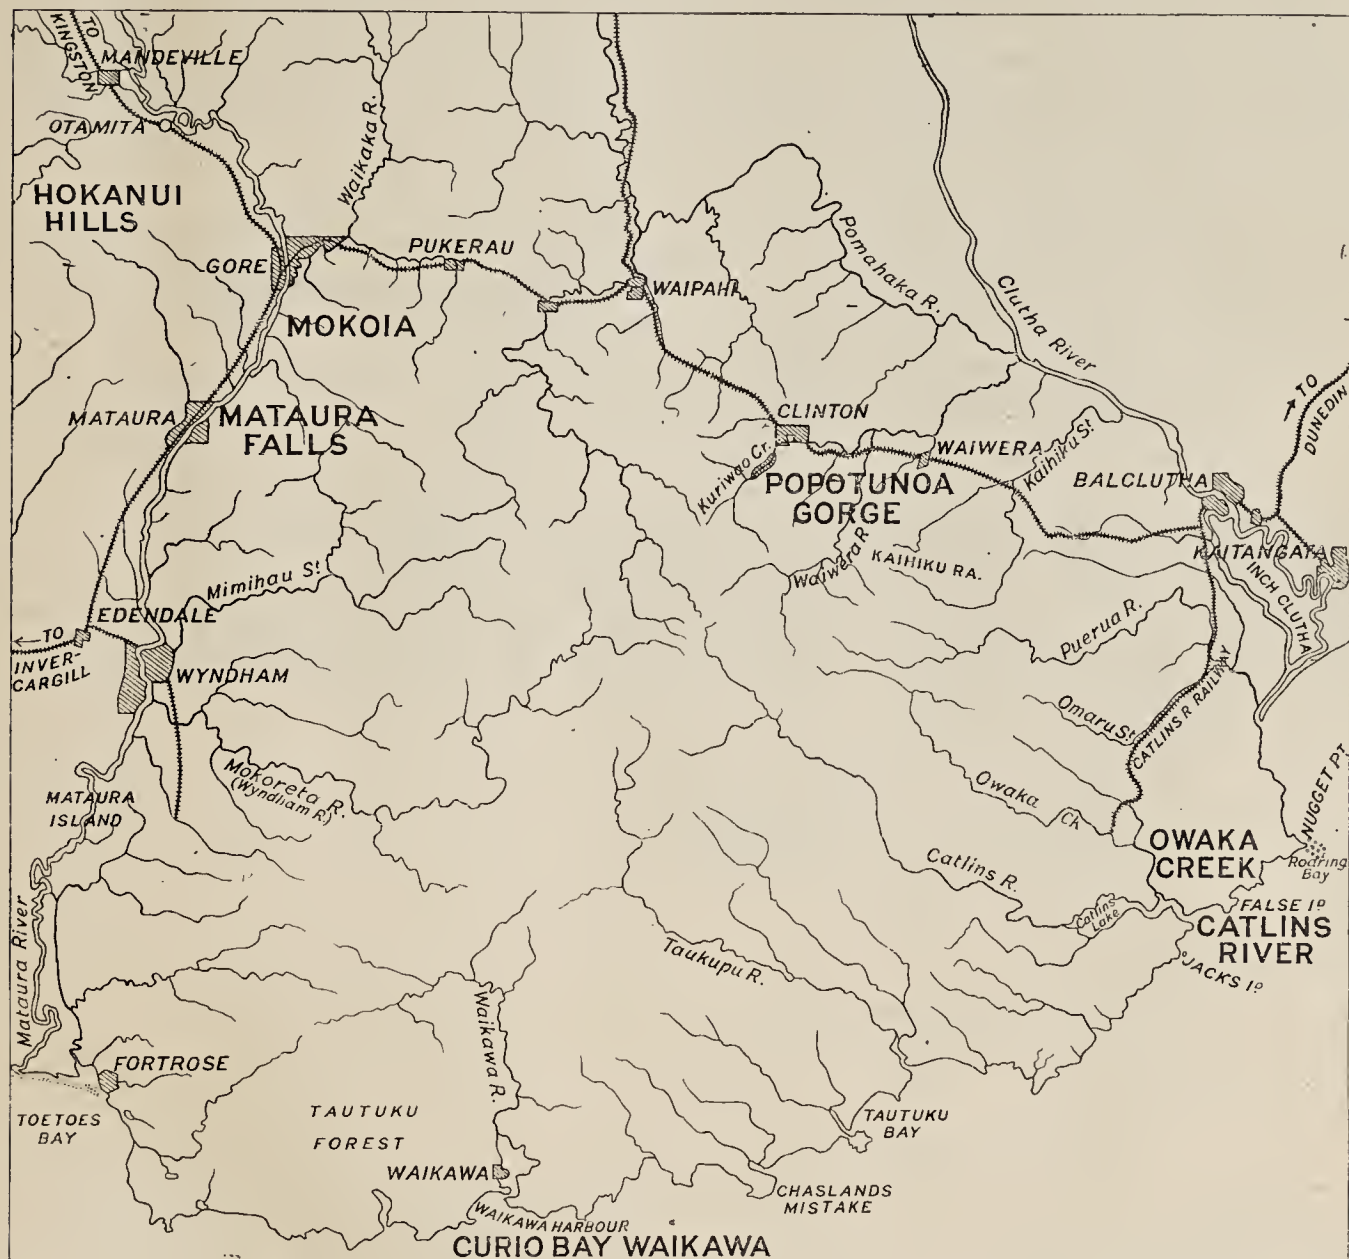 TO
KINGSTON
MANDEVILLE
OTAMITA
Waikaka R.
HOKANUI
HILLS
GORE
PUKERAU
WAIPAHI
Pomahaka R.
Clutha River
MOKOIA
MATAURA
MATAURA
FALLS
CLINTON
Kuriwao Cr.
POPOTUNOA
GORGE
WAIWERA
Kaihiku St
BALCLUTHA
TO
DUNEDIN
Waiwera R.
KAIHIKU RA.
KAITANGATA
INCH CLUTHA
Mimihau St
EDENDALE
TO
INVER-
CARGILL
WYNDHAM
Puerua R.
Omaru St.
CATLINS R RAILWAY
Mokoreta R.
(Wyndham R.)
MATAURA
ISLAND
Owaka Ck
NUGGET PT.
OWAKA
CREEK
Roaring
Bay
Catlins R.
Catlins
Lake
FALSE Id
CATLINS
RIVER
JACKS Id
Mataura River
Taukupu R.
Waikawa R.
FORTROSE
TOETOES
BAY
TAUTUKU
FOREST
TAUTUKU
BAY
WAIKAWA
CHASLANDS
MISTAKE
WAIKAWA HARBOUR
CURIO BAY WAIKAWA